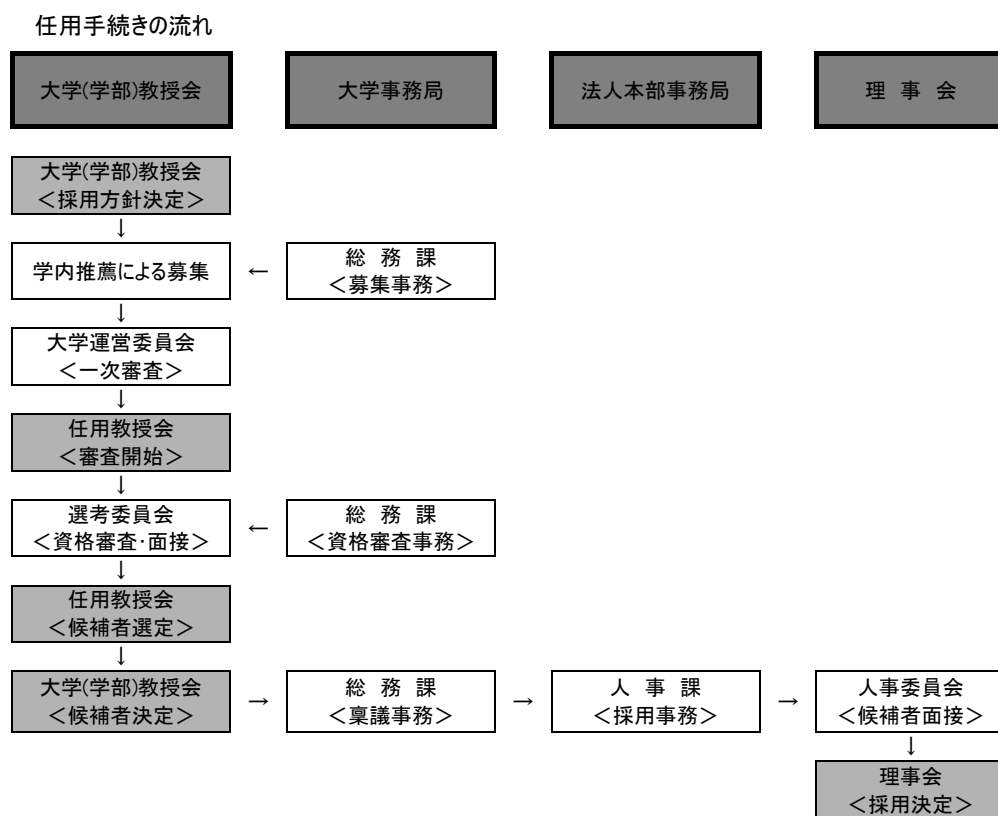 任用手続きの流れ
大学(学部)教授会
大学事務局
法人本部事務局
理 事 会
大学(学部)教授会
＜採用方針決定＞
↓
学内推薦による募集
←
総 務 課
＜募集事務＞
↓
大学運営委員会
＜一次審査＞
↓
任用教授会
＜審査開始＞
↓
選考委員会
＜資格審査･面接＞
←
総 務 課
＜資格審査事務＞
↓
任用教授会
＜候補者選定＞
↓
大学(学部)教授会
＜候補者決定＞
→
総 務 課
＜稟議事務＞
→
人 事 課
＜採用事務＞
→
人事委員会
＜候補者面接＞
↓
理事会
＜採用決定＞